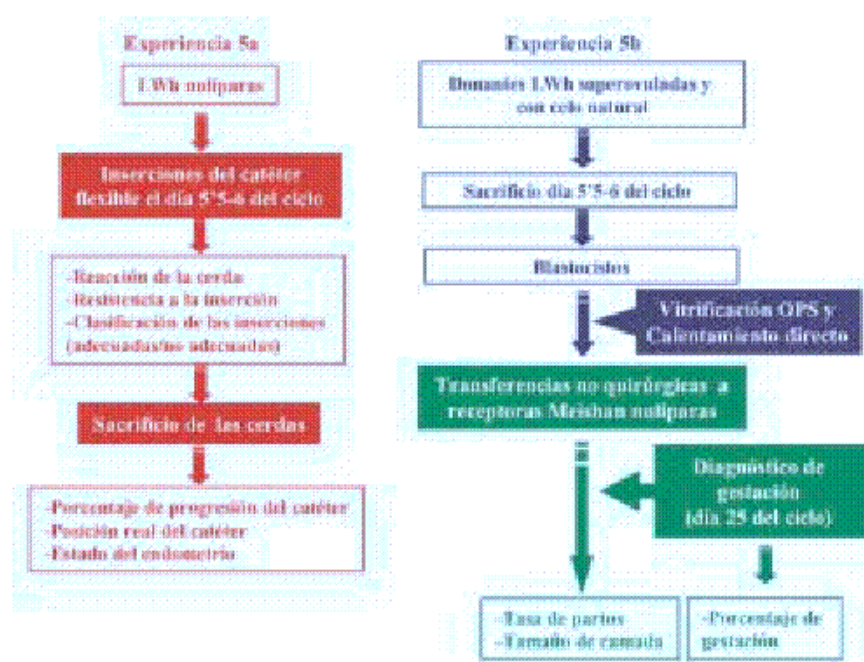 Experiencia 5a
LWh nulíparas
Inserciones del catéter
flexible el día 5'5-6 del ciclo
-Reacción de la cerda
-Resistencia a la inserción
-Clasificación de las inserciones
(adecuadas/no adecuadas)
Sacrificio de las cerdas
-Porcentaje de progresión del catéter
-Posición real del catéter
-Estado del endometrio
Experiencia 5b
Donantes LWh superovuladas y
con celo natural
Sacrificio día 5'5-6 del ciclo
Blastocistos
Vitrificación OPS y
Calentamiento directo
Transferencias no quirúrgicas a
receptoras Meishan nulíparas
Diagnóstico de
gestación
(día 25 del ciclo)
-Tasa de partos
-Tamaño de camada
-Porcentaje de
gestación